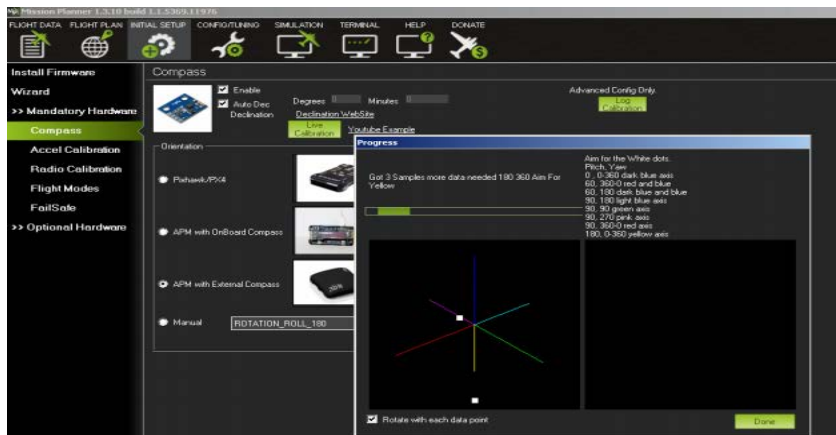 Mission Planner 1.3.10 build 1.1.5369.11976
FLIGHT DATA FLIGHT PLAN INITIAL SETUP CONFIG/TUNING SIMULATION TERMINAL HELP DONATE
Install Firmware
Wizard
>> Mandatory Hardware
Compass
Accel Calibration
Radio Calibration
Flight Modes
FailSafe
>> Optional Hardware
Compass
Enable
Auto Dec
Declination
Degrees Minutes
Declination WebSite
Live
Calibration
Youtube Example
Advanced Config Only.
Log
Calibration
Orientation
Pixhawk/PX4
APM with OnBoard Compass
APM with External Compass
Manual
ROTATION_ROLL_180
Progress
Got 3 Samples more data needed 180 360 Aim For
Yellow
Aim for the White dots.
Pitch, Yaw
0 , 0-360 dark blue axis
60, 360-0 red and blue
60, 180 dark blue and blue
90, 180 light blue axis
90, 90 green axis
90, 270 pink axis
90, 360-0 red axis
180, 0-360 yellow axis
Rotate with each data point
Done